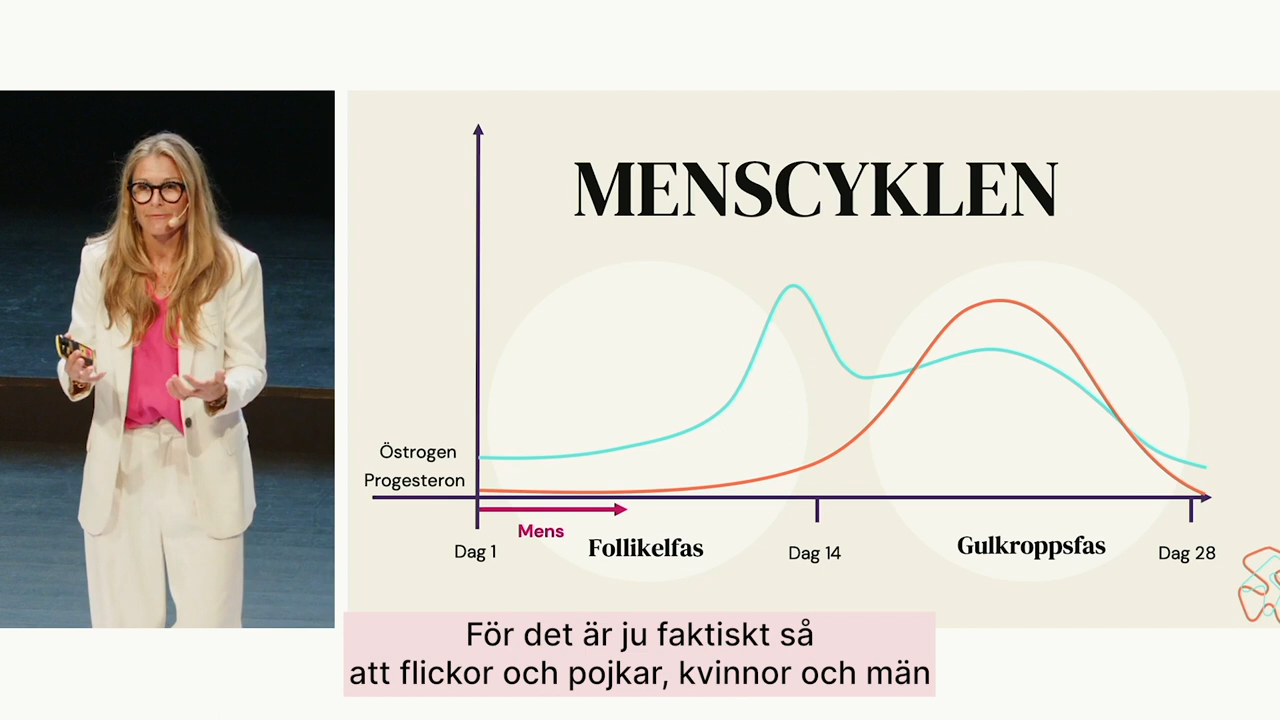 MENSCYKLEN
Östrogen
Progesteron
Mens
Dag 1
Follikelfas
Dag 14
Gulkroppsfas
Dag 28
För det är ju faktiskt så
att flickor och pojkar, kvinnor och män